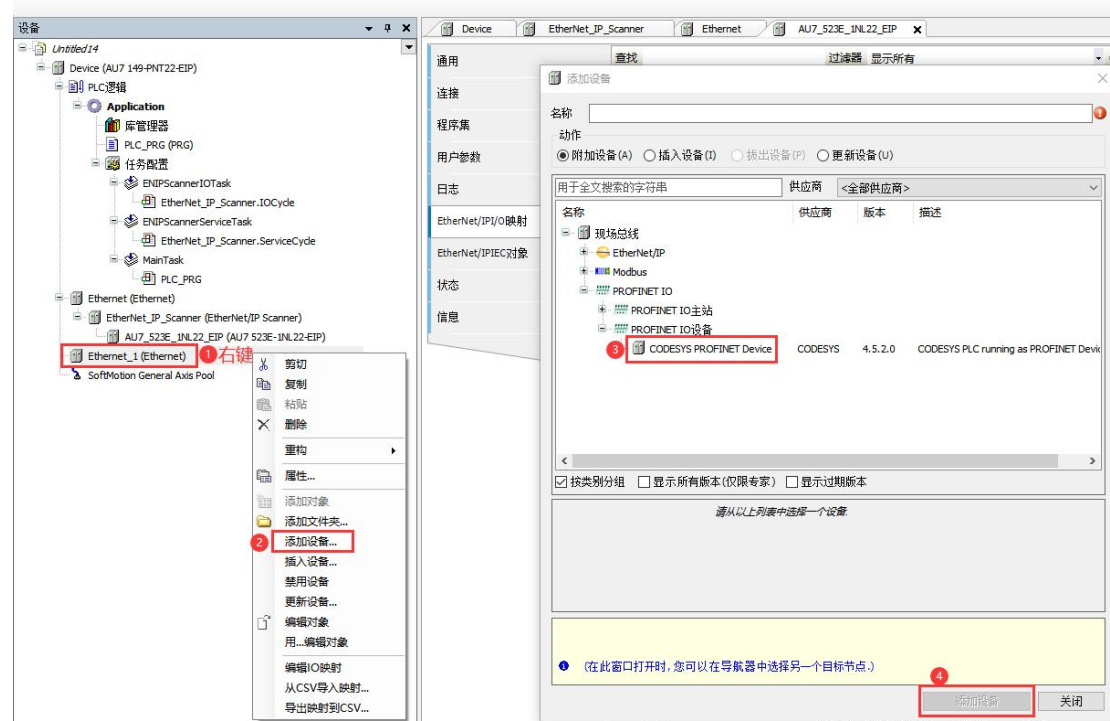 设备
Untitled14
Device (AU7 149-PNT22-EIP)
PLC逻辑
Application
库管理器
PLC_PRG (PRG)
任务配置
ENIPScannerIOTask
EtherNet_IP_Scanner.IOCycle
ENIPScannerServiceTask
EtherNet_IP_Scanner.ServiceCycle
MainTask
PLC_PRG
Ethernet (Ethernet)
EtherNet_IP_Scanner (EtherNet/IP Scanner)
AU7_523E_1NL22_EIP (AU7 523E-1NL22-EIP)
Ethernet_1 (Ethernet)
1 右键
SoftMotion General Axis Pool
剪切
复制
粘贴
删除
重构
属性...
添加对象
添加文件夹...
2 添加设备...
插入设备...
禁用设备
更新设备...
编辑对象
用...编辑对象
编辑IO映射
从CSV导入映射...
导出映射到CSV...
Device EtherNet_IP_Scanner Ethernet AU7_523E_1NL22_EIP
通用
连接
程序集
用户参数
日志
EtherNet/IPI/O映射
EtherNet/IPIEC对象
状态
信息
查找 过滤器 显示所有
添加设备
名称
动作
附加设备(A) 插入设备(I) 拔出设备(P) 更新设备(U)
用于全文搜索的字符串 供应商 <全部供应商>
名称 供应商 版本 描述
现场总线
EtherNet/IP
Modbus
PROFINET IO
PROFINET IO主站
PROFINET IO设备
3 CODESYS PROFINET Device CODESYS 4.5.2.0 CODESYS PLC running as PROFINET Devic
按类别分组 显示所有版本(仅限专家) 显示过期版本
请从以上列表中选择一个设备.
(在此窗口打开时,您可以在导航器中选择另一个目标节点.)
4
添加设备 关闭